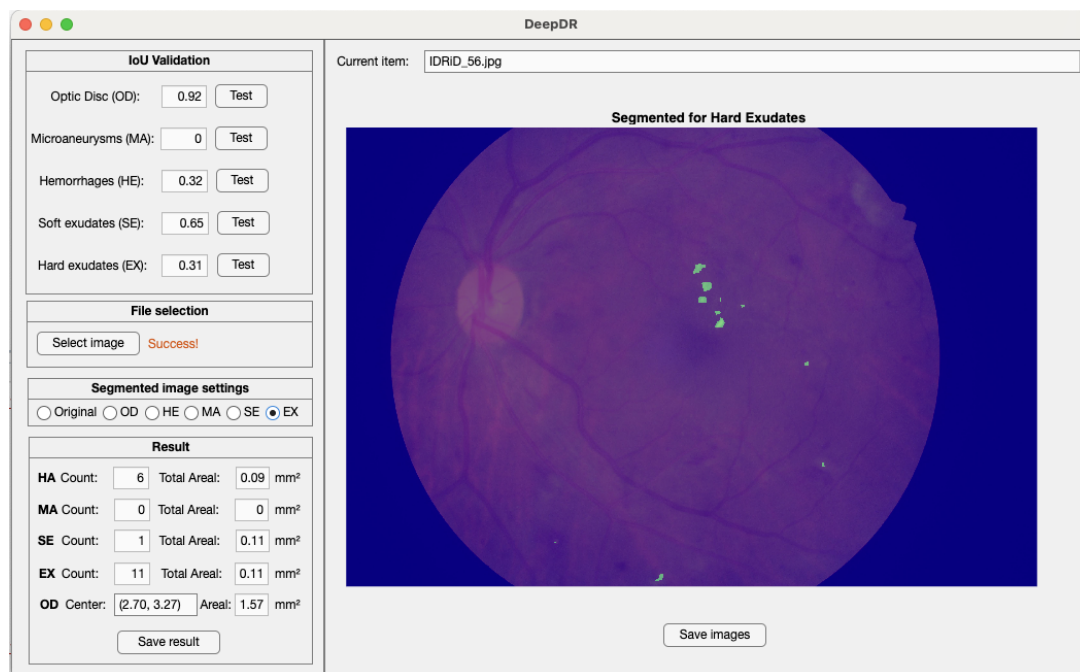 DeepDR
IoU Validation
Optic Disc (OD): 0.92 Test
Microaneurysms (MA): 0 Test
Hemorrhages (HE): 0.32 Test
Soft exudates (SE): 0.65 Test
Hard exudates (EX): 0.31 Test
File selection
Select image Success!
Segmented image settings
Original OD HE MA SE EX
Result
HA Count: 6 Total Areal: 0.09 mm²
MA Count: 0 Total Areal: 0 mm²
SE Count: 1 Total Areal: 0.11 mm²
EX Count: 11 Total Areal: 0.11 mm²
OD Center: (2.70, 3.27) Areal: 1.57 mm²
Save result
Current item: IDRiD_56.jpg
Segmented for Hard Exudates
Save images